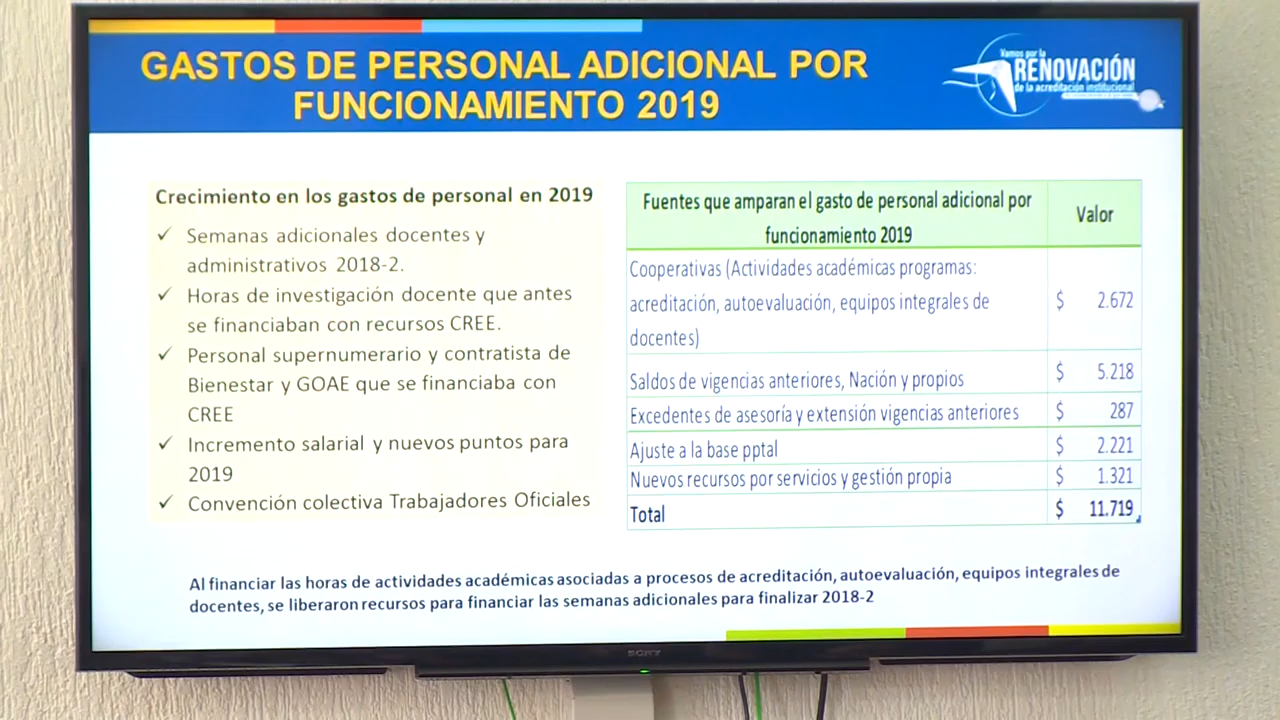 GASTOS DE PERSONAL ADICIONAL POR
FUNCIONAMIENTO 2019
Vamos por la
RENOVACIÓN
de la acreditación institucional
Crecimiento en los gastos de personal en 2019
✓ Semanas adicionales docentes y
administrativos 2018-2.
✓ Horas de investigación docente que antes
se financiaban con recursos CREE.
✓ Personal supernumerario y contratista de
Bienestar y GOAE que se financiaba con
CREE
✓ Incremento salarial y nuevos puntos para
2019
✓ Convención colectiva Trabajadores Oficiales
Fuentes que amparan el gasto de personal adicional por
funcionamiento 2019
Valor
Cooperativas (Actividades académicas programas:
acreditación, autoevaluación, equipos integrales de
docentes)
$ 2.672
Saldos de vigencias anteriores, Nación y propios $ 5.218
Excedentes de asesoría y extensión vigencias anteriores $ 287
Ajuste a la base pptal $ 2.221
Nuevos recursos por servicios y gestión propia $ 1.321
Total $ 11.719
Al financiar las horas de actividades académicas asociadas a procesos de acreditación, autoevaluación, equipos integrales de
docentes, se liberaron recursos para financiar las semanas adicionales para finalizar 2018-2
SONY